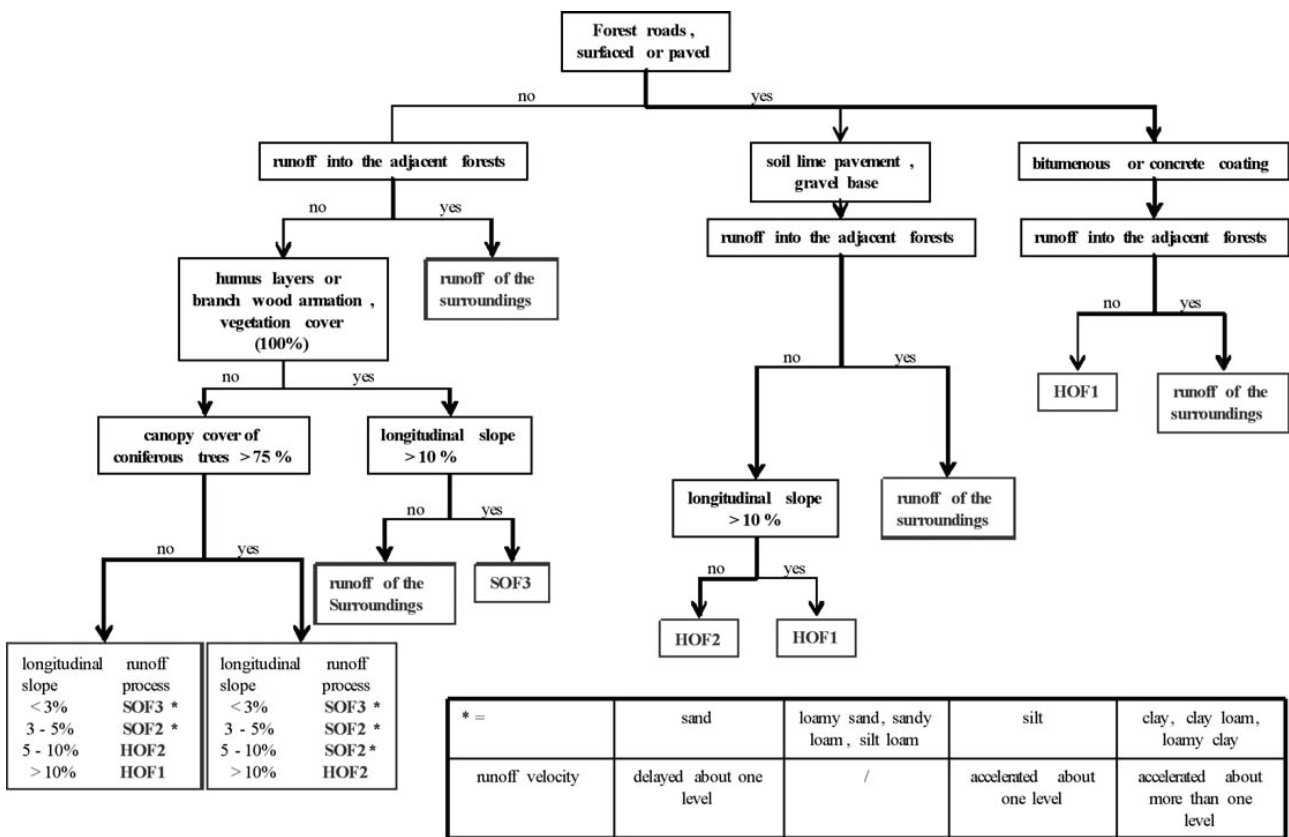 Forest roads ,
surfaced or paved
no
yes
runoff into the adjacent forests
soil lime pavement ,
gravel base
bitumenous or concrete coating
no
yes
runoff into the adjacent forests
runoff into the adjacent forests
humus layers or
branch wood armation ,
vegetation cover
(100%)
runoff of the
surroundings
no
yes
no
yes
no
yes
HOF1
runoff of the
surroundings
canopy cover of
coniferous trees > 75 %
longitudinal slope
> 10 %
no
yes
longitudinal slope
> 10 %
runoff of the
surroundings
no
yes
runoff of the
Surroundings
SOF3
no
yes
HOF2
HOF1
longitudinal runoff
slope process
< 3% SOF3 *
3 - 5% SOF2 *
5 - 10% HOF2
> 10% HOF1
longitudinal runoff
slope process
< 3% SOF3 *
3 - 5% SOF2 *
5 - 10% SOF2 *
> 10% HOF2
* =
sand
loamy sand, sandy
loam , silt loam
silt
clay, clay loam,
loamy clay
runoff velocity
delayed about one
level
/
accelerated about
one level
accelerated about
more than one
level